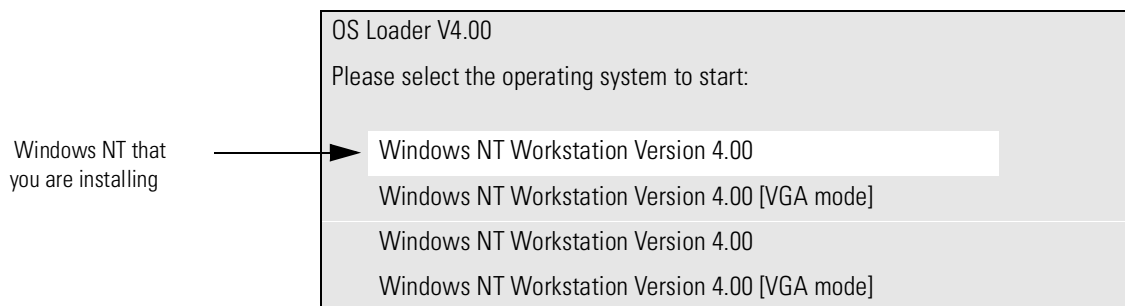 OS Loader V4.00
Please select the operating system to start:
Windows NT that
you are installing
Windows NT Workstation Version 4.00
Windows NT Workstation Version 4.00 [VGA mode]
Windows NT Workstation Version 4.00
Windows NT Workstation Version 4.00 [VGA mode]